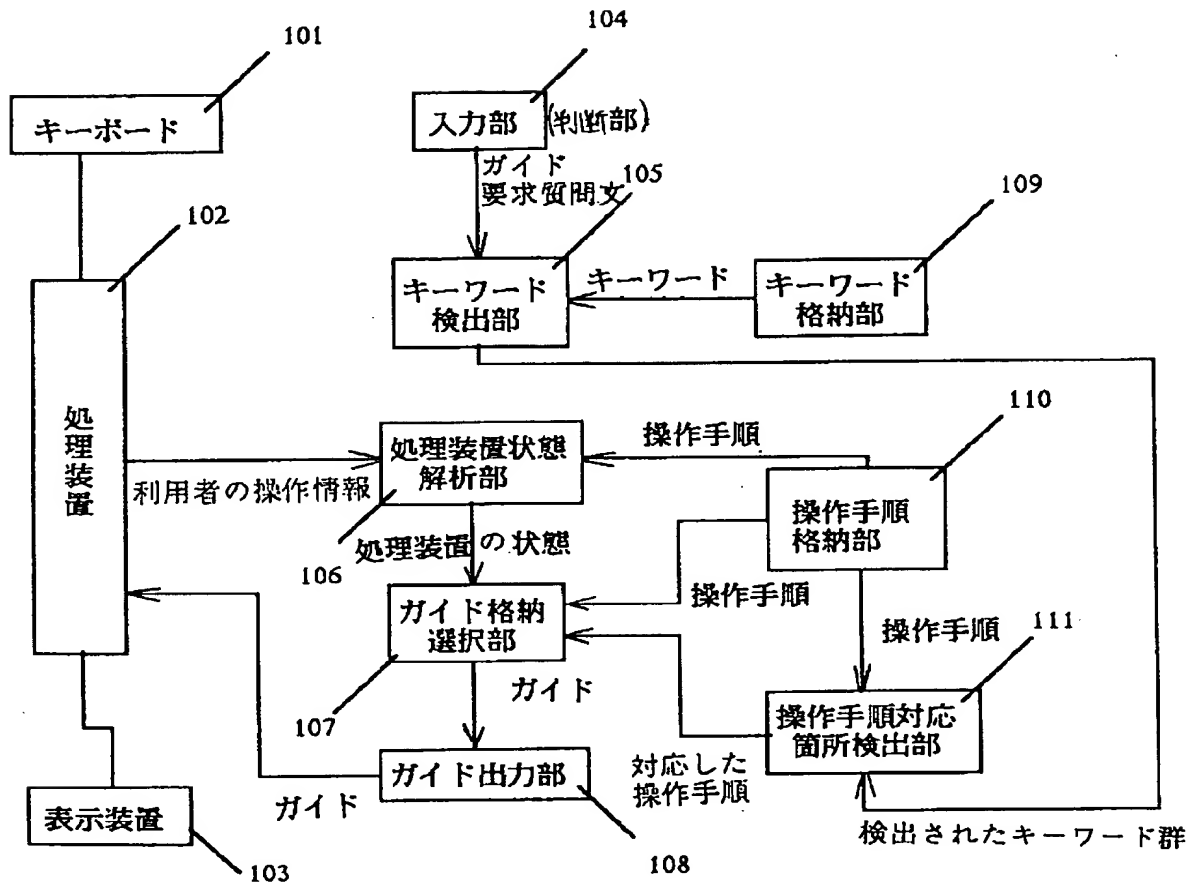 101
キーボード
102
処理装置
表示装置
103
104
入力部
(判断部)
ガイド
要求質問文
105
キーワード
検出部
キーワード
109
キーワード
格納部
処理装置状態
解析部
利用者の操作情報
106
処理装置の状態
操作手順
110
操作手順
格納部
操作手順
操作手順
ガイド格納
選択部
107
ガイド
111
操作手順対応
箇所検出部
対応した
操作手順
ガイド出力部
ガイド
108
検出されたキーワード群